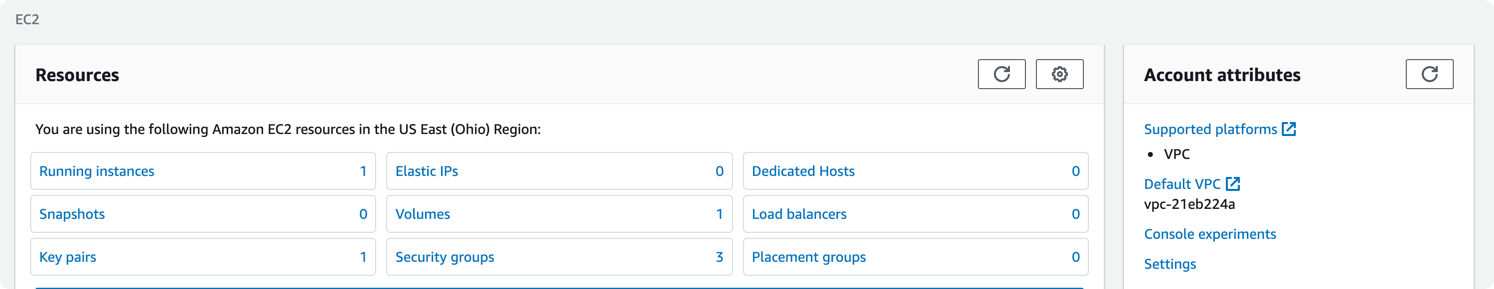 EC2
Resources
You are using the following Amazon EC2 resources in the US East (Ohio) Region:
Running instances 1 Elastic IPs 0 Dedicated Hosts 0
Snapshots 0 Volumes 1 Load balancers 0
Key pairs 1 Security groups 3 Placement groups 0
Account attributes
Supported platforms
• VPC
Default VPC
vpc-21eb224a
Console experiments
Settings